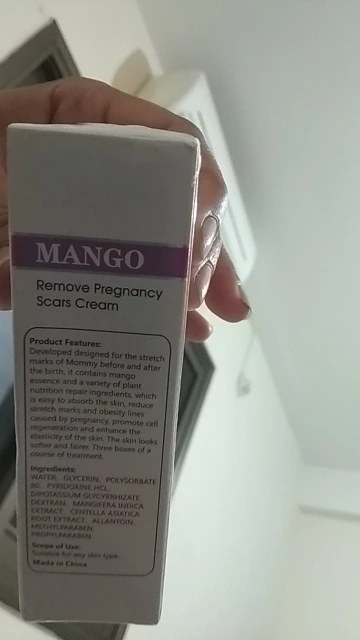 MANGO
Remove Pregnancy
Scars Cream
Product Features:
Developed designed for the stretch
marks of Mommy before and after
the birth, it contains mango
essence and a variety of plant
nutrition repair ingredients, which
is easy to absorb the skin, reduce
stretch marks and obesity lines
caused by pregnancy, promote cell
regeneration and enhance the
elasticity of the skin. The skin looks
softer and fairer. Three boxes of a
course of treatment.
Ingredients:
WATER, GLYCERIN, POLYSORBATE
80, PYRIDOXINE HCL,
DIPOTASSIUM GLYCYRRHIZATE
DEXTRAN, MANGIFERA INDICA
EXTRACT, CENTELLA ASIATICA
ROOT EXTRACT, ALLANTOIN,
METHYLPARABEN,
PROPYLPARABEN.
Scope of Use:
Suitable for any skin type.
Made in China